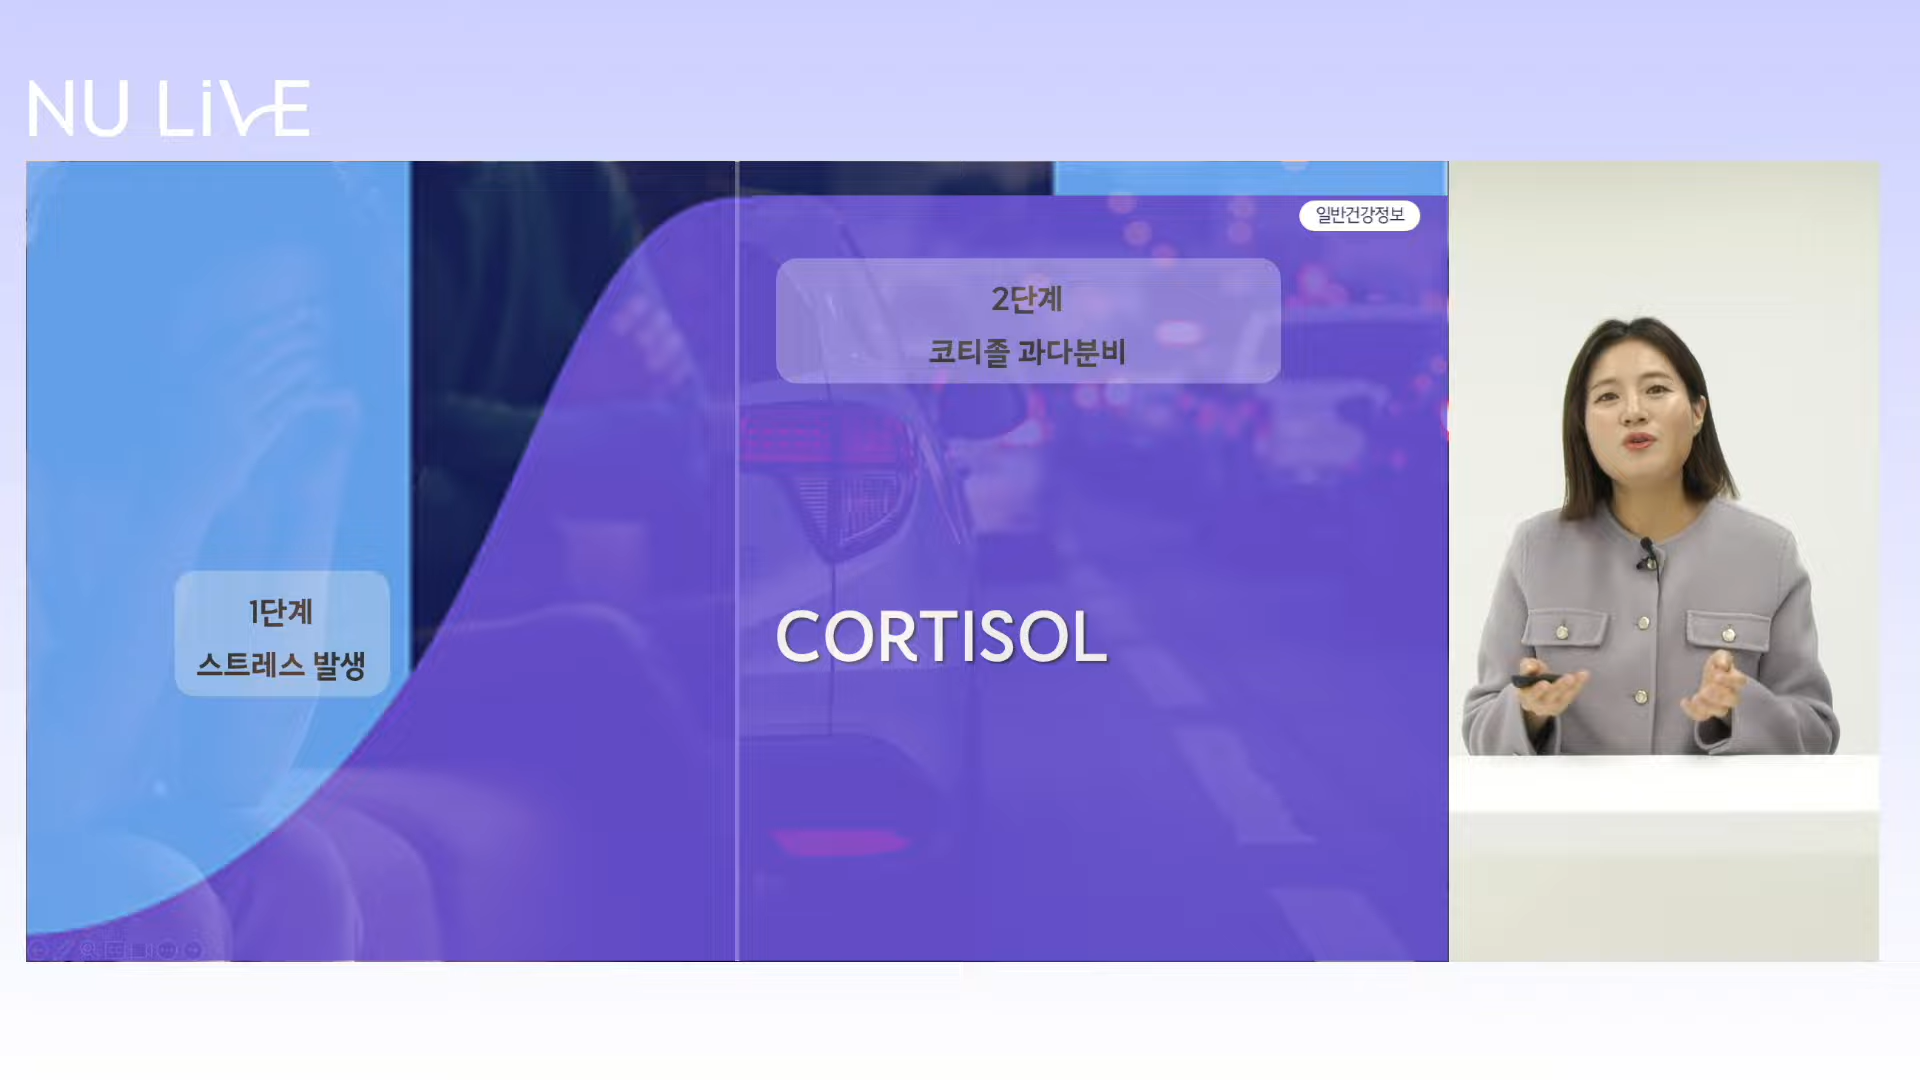 NU LiVE
일반건강정보
2단계
코티졸 과다분비
CORTISOL
1단계
스트레스 발생